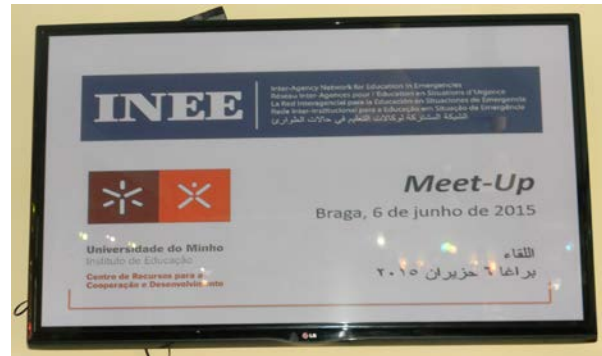 INEE
Inter-Agency Network for Education in Emergencies
Réseau Inter-Agences pour l'Education en Situations d'Urgence
La Red Interagencial para la Educación en Situaciones de Emergencia
Rede Inter-Institucional para a Educação em Situação de Emergência
الشبكة المشتركة لوكالات التعليم في حالات الطوارئ
Meet-Up
Braga, 6 de junho de 2015
Universidade do Minho
Instituto de Educação
Centro de Recursos para a
Cooperação e Desenvolvimento
اللقاء
براغا ٦ حزيران ٢٠١٥
LG